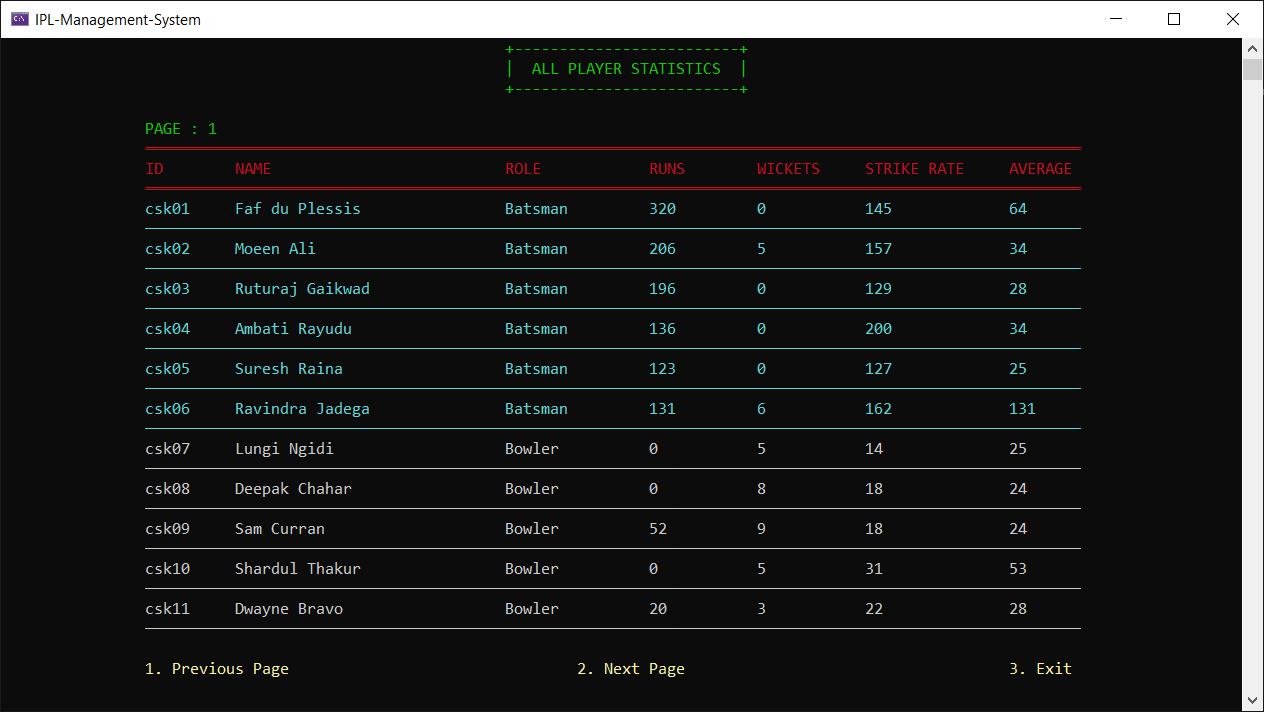 IPL-Management-System
ALL PLAYER STATISTICS
PAGE : 1
ID NAME ROLE RUNS WICKETS STRIKE RATE AVERAGE
csk01 Faf du Plessis Batsman 320 0 145 64
csk02 Moeen Ali Batsman 206 5 157 34
csk03 Ruturaj Gaikwad Batsman 196 0 129 28
csk04 Ambati Rayudu Batsman 136 0 200 34
csk05 Suresh Raina Batsman 123 0 127 25
csk06 Ravindra Jadega Batsman 131 6 162 131
csk07 Lungi Ngidi Bowler 0 5 14 25
csk08 Deepak Chahar Bowler 0 8 18 24
csk09 Sam Curran Bowler 52 9 18 24
csk10 Shardul Thakur Bowler 0 5 31 53
csk11 Dwayne Bravo Bowler 20 3 22 28
1. Previous Page 2. Next Page 3. Exit